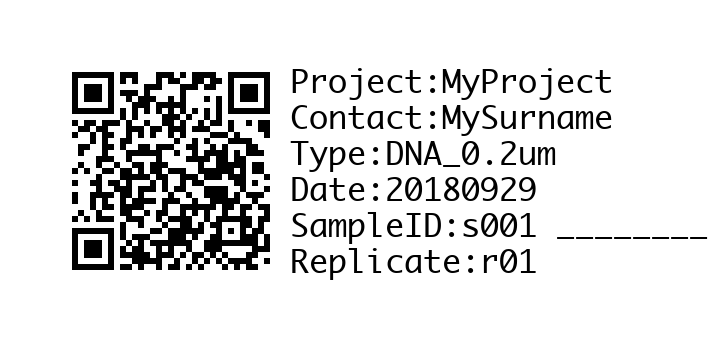 Project:MyProject
Contact:MySurname
Type:DNA_0.2um
Date:20180929
SampleID:s001 ________
Replicate:r01